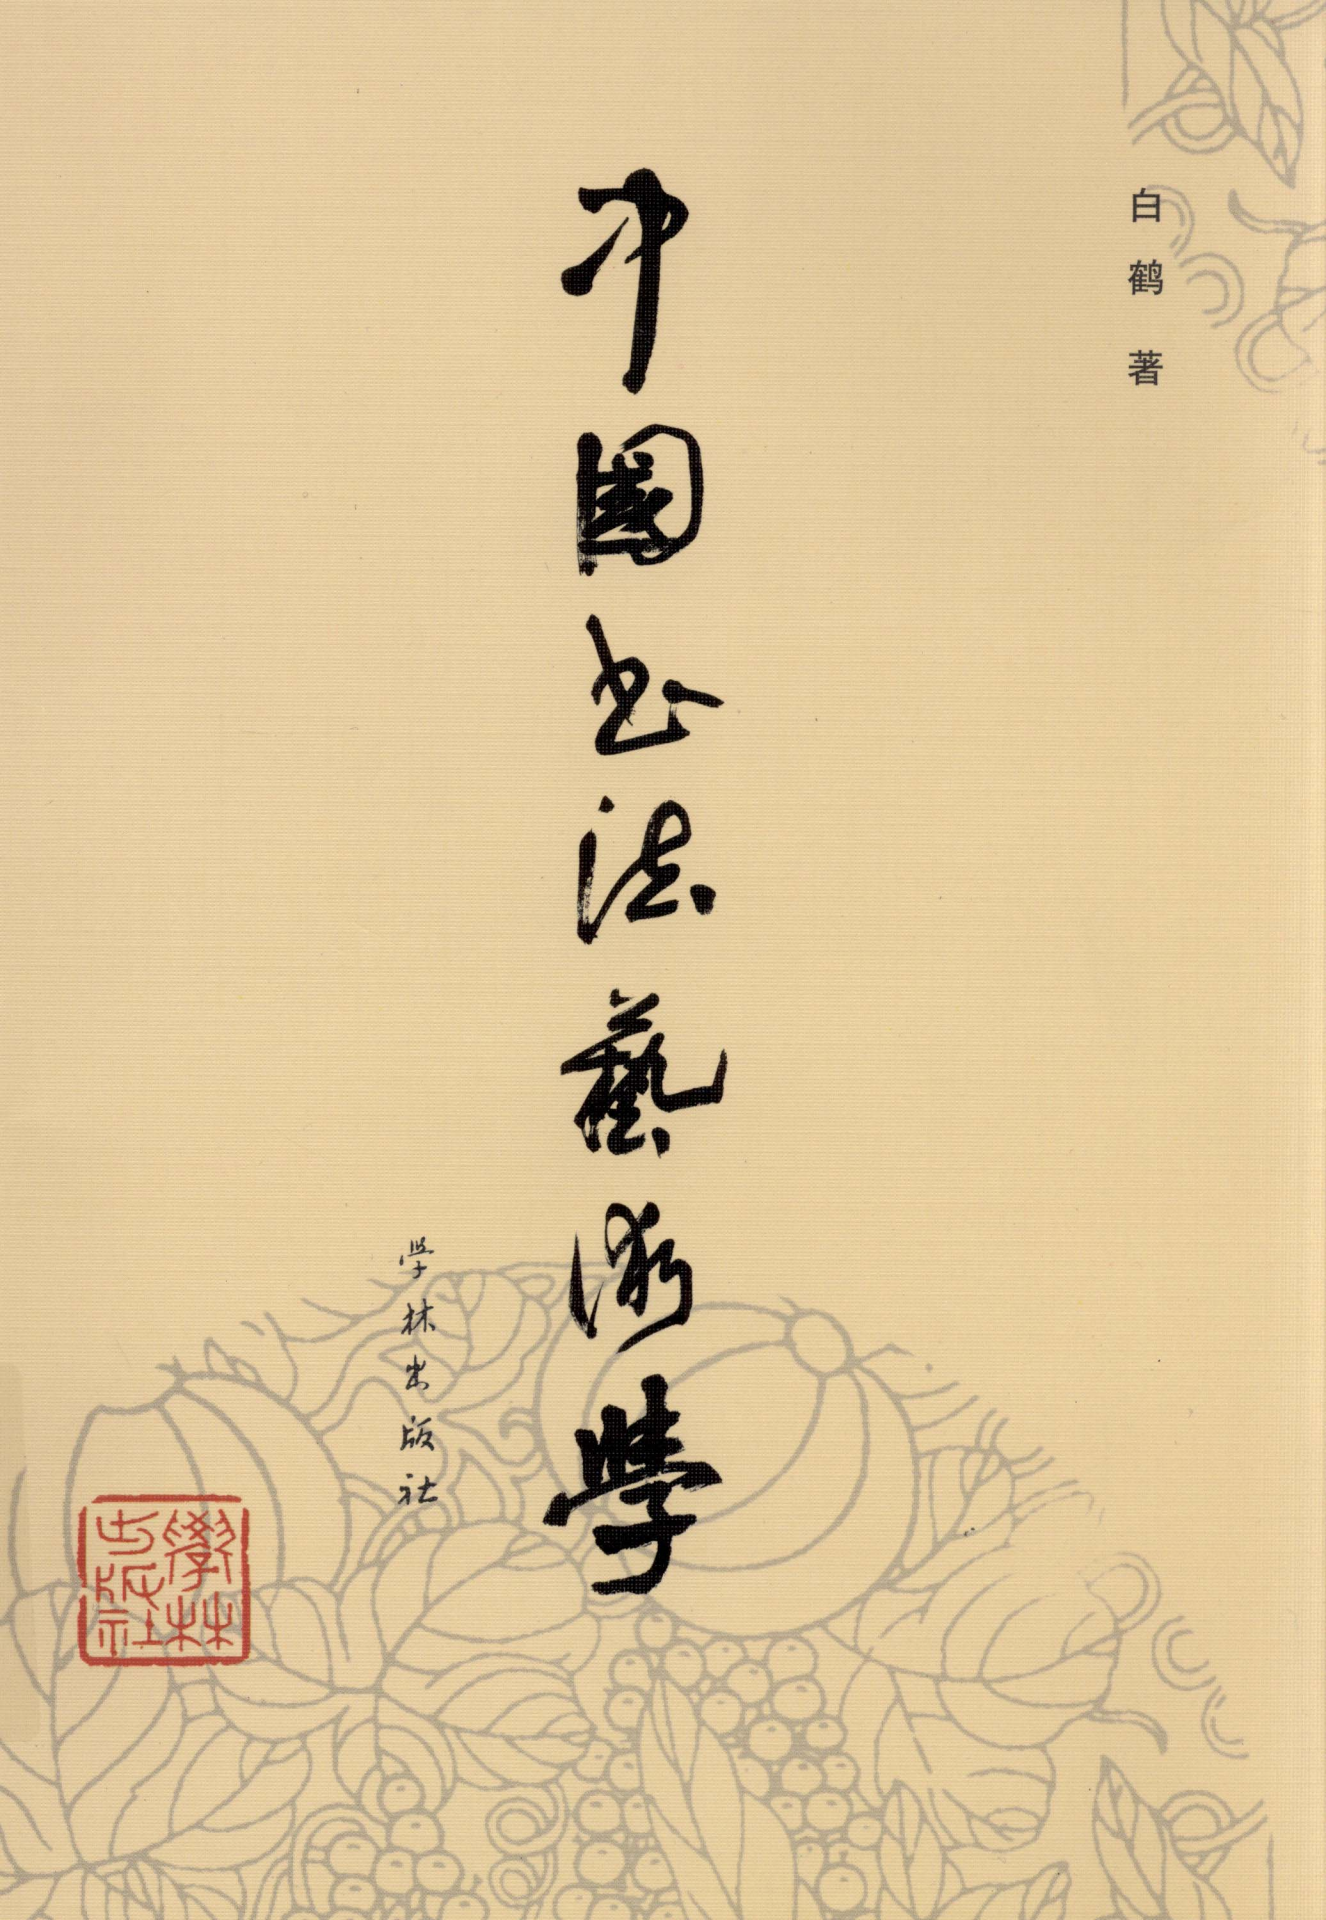 白鹤 著
中國书法藝術學
学林出版社
學林
出版社